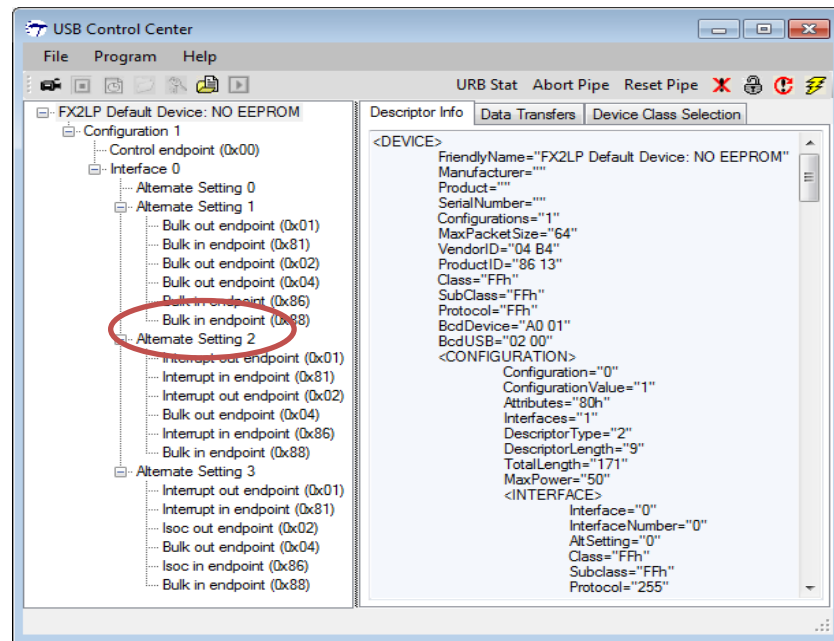 USB Control Center
File Program Help
URB Stat Abort Pipe Reset Pipe
FX2LP Default Device: NO EEPROM
Configuration 1
Control endpoint (0x00)
Interface 0
Alternate Setting 0
Alternate Setting 1
Bulk out endpoint (0x01)
Bulk in endpoint (0x81)
Bulk out endpoint (0x02)
Bulk out endpoint (0x04)
Bulk in endpoint (0x86)
Bulk in endpoint (0x88)
Alternate Setting 2
Interrupt out endpoint (0x01)
Interrupt in endpoint (0x81)
Interrupt out endpoint (0x02)
Bulk out endpoint (0x04)
Interrupt in endpoint (0x86)
Bulk in endpoint (0x88)
Alternate Setting 3
Interrupt out endpoint (0x01)
Interrupt in endpoint (0x81)
Isoc out endpoint (0x02)
Bulk out endpoint (0x04)
Isoc in endpoint (0x86)
Bulk in endpoint (0x88)
Descriptor Info Data Transfers Device Class Selection
<DEVICE>
FriendlyName="FX2LP Default Device: NO EEPROM"
Manufacturer=""
Product=""
SerialNumber=""
Configurations="1"
MaxPacketSize="64"
VendorID="04 B4"
ProductID="86 13"
Class="FFh"
SubClass="FFh"
Protocol="FFh"
BcdDevice="A0 01"
BcdUSB="02 00"
<CONFIGURATION>
Configuration="0"
ConfigurationValue="1"
Attributes="80h"
Interfaces="1"
DescriptorType="2"
DescriptorLength="9"
TotalLength="171"
MaxPower="50"
<INTERFACE>
Interface="0"
InterfaceNumber="0"
AltSetting="0"
Class="FFh"
Subclass="FFh"
Protocol="255"